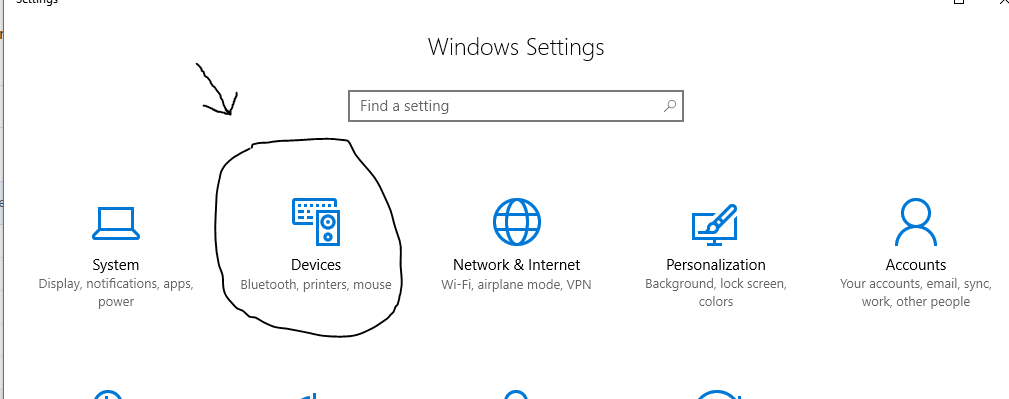 Settings
Windows Settings
Find a setting
System
Display, notifications, apps,
power
Devices
Bluetooth, printers, mouse
Network & Internet
Wi-Fi, airplane mode, VPN
Personalization
Background, lock screen,
colors
Accounts
Your accounts, email, sync,
work, other people